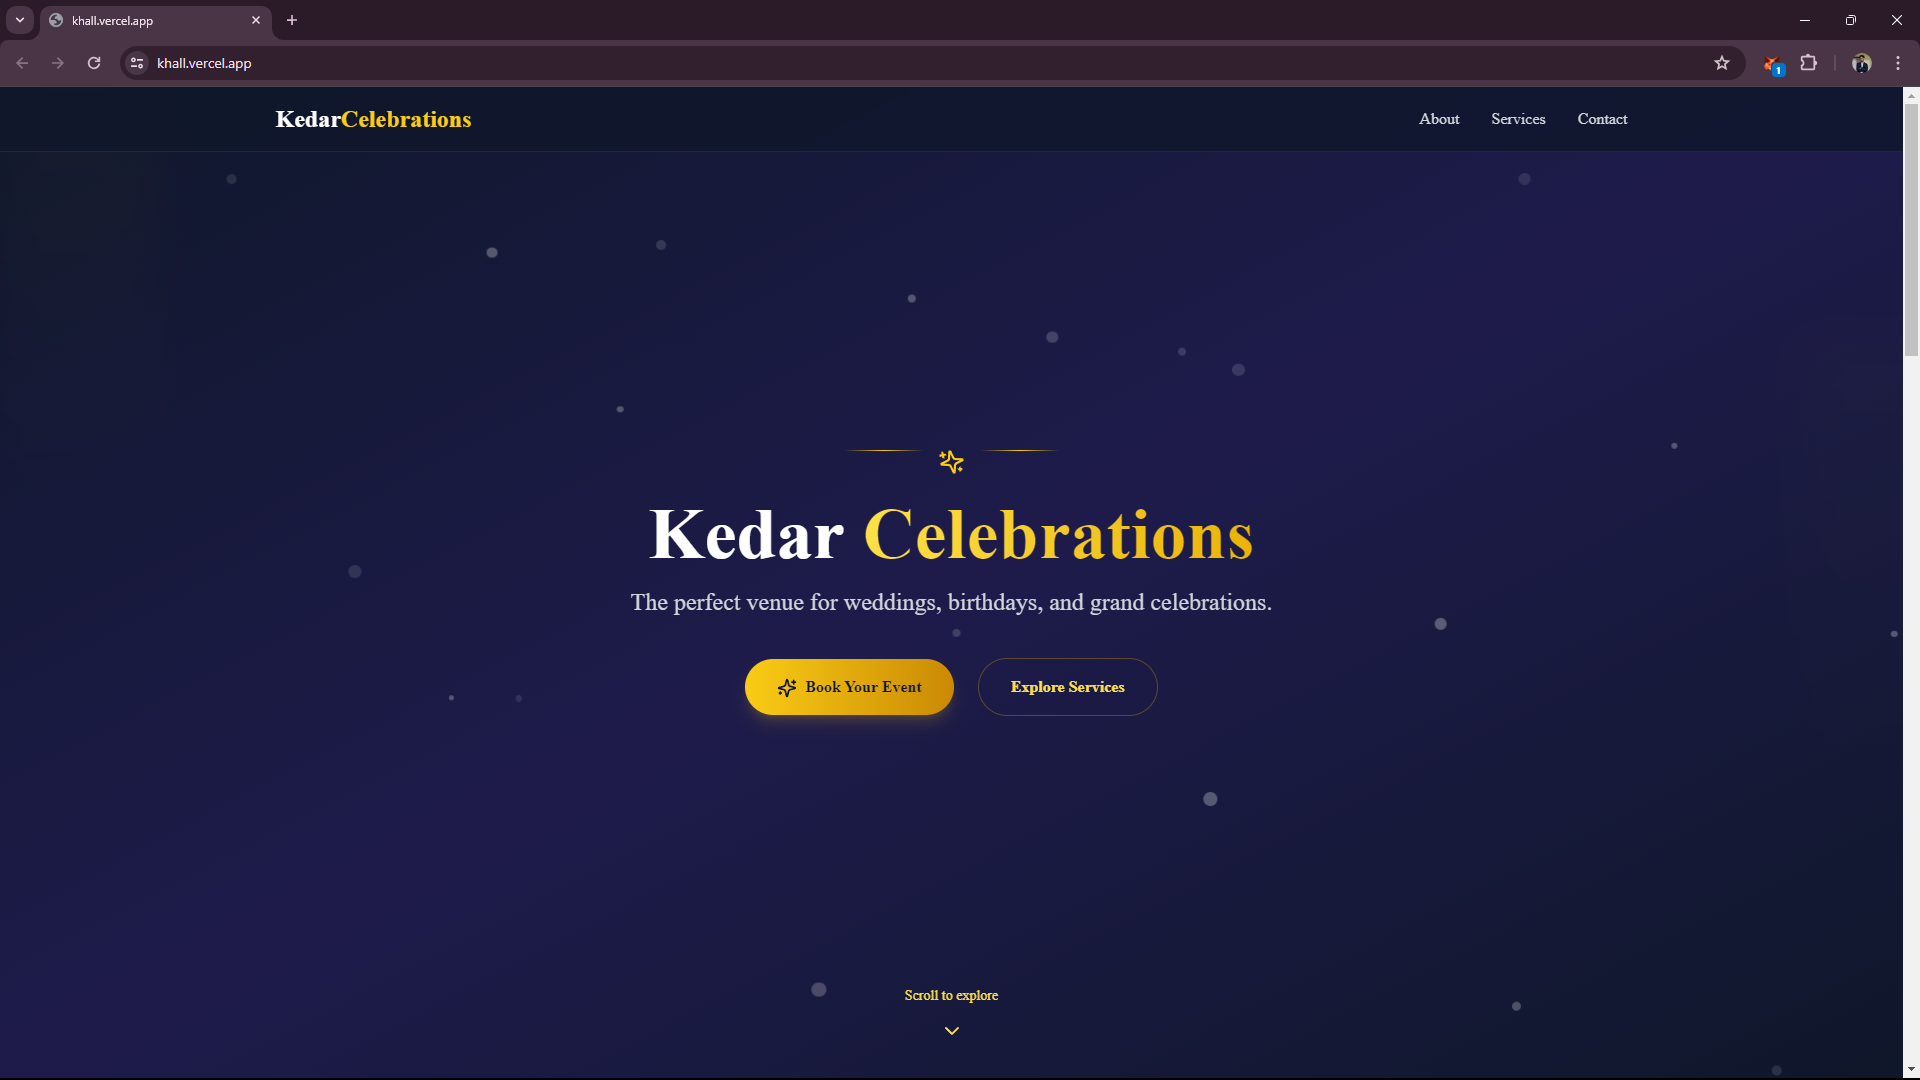 khall.vercel.app
khall.vercel.app
1
KedarCelebrations
About
Services
Contact
Kedar Celebrations
The perfect venue for weddings, birthdays, and grand celebrations.
Book Your Event
Explore Services
Scroll to explore